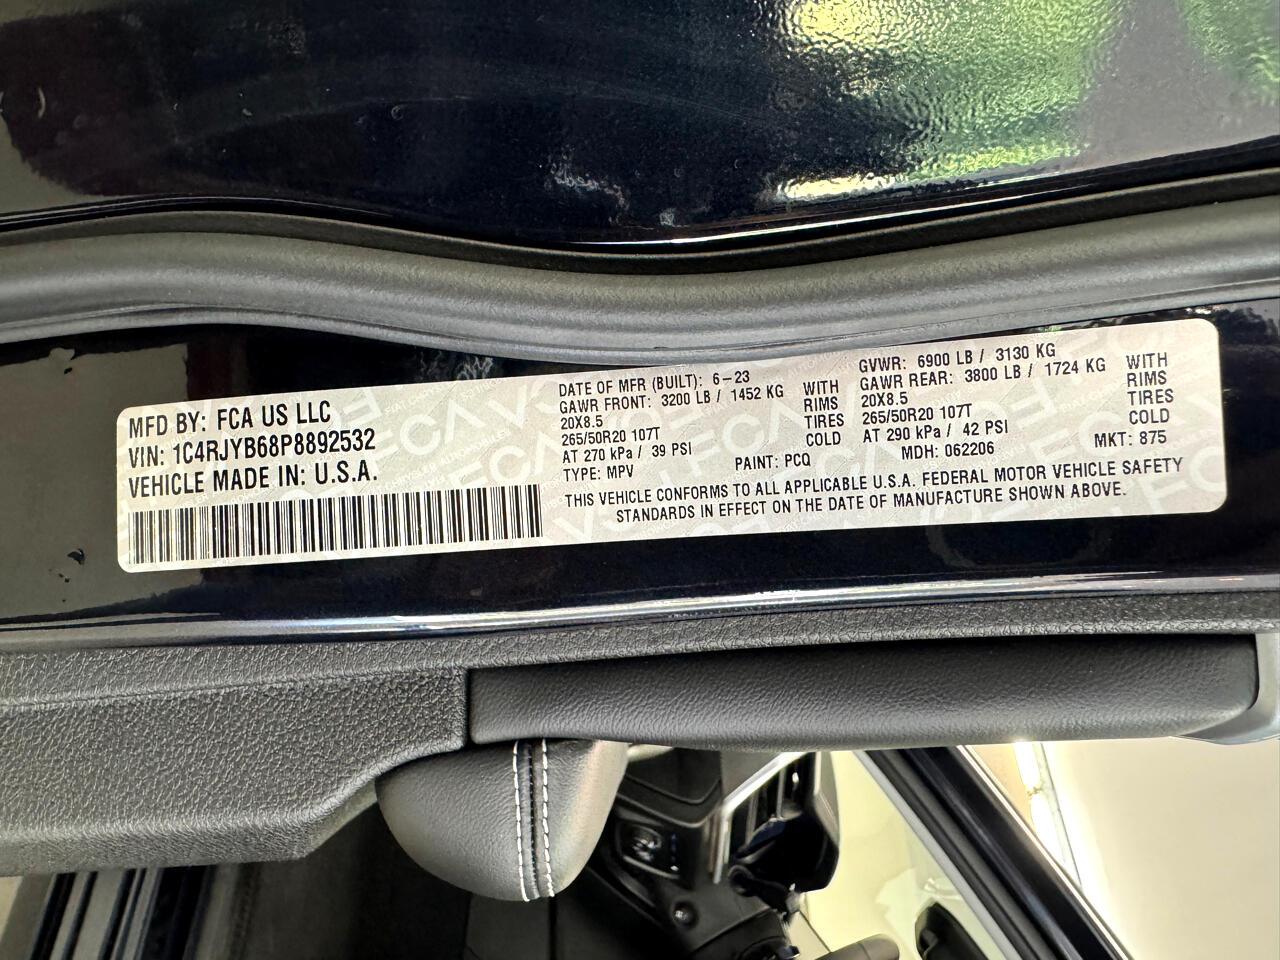 MFD BY: FCA US LLC
VIN: 1C4RJYB68P8892532
VEHICLE MADE IN: U.S.A.
DATE OF MFR (BUILT): 6-23
GAWR FRONT: 3200 LB / 1452 KG WITH
20X8.5 RIMS
265/50R20 107T TIRES
AT 270 kPa / 39 PSI COLD
TYPE: MPV PAINT: PCQ
GVWR: 6900 LB / 3130 KG
GAWR REAR: 3800 LB / 1724 KG WITH
20X8.5 RIMS
265/50R20 107T TIRES
AT 290 kPa / 42 PSI COLD
MDH: 062206 MKT: 875
THIS VEHICLE CONFORMS TO ALL APPLICABLE U.S.A. FEDERAL MOTOR VEHICLE SAFETY
STANDARDS IN EFFECT ON THE DATE OF MANUFACTURE SHOWN ABOVE.